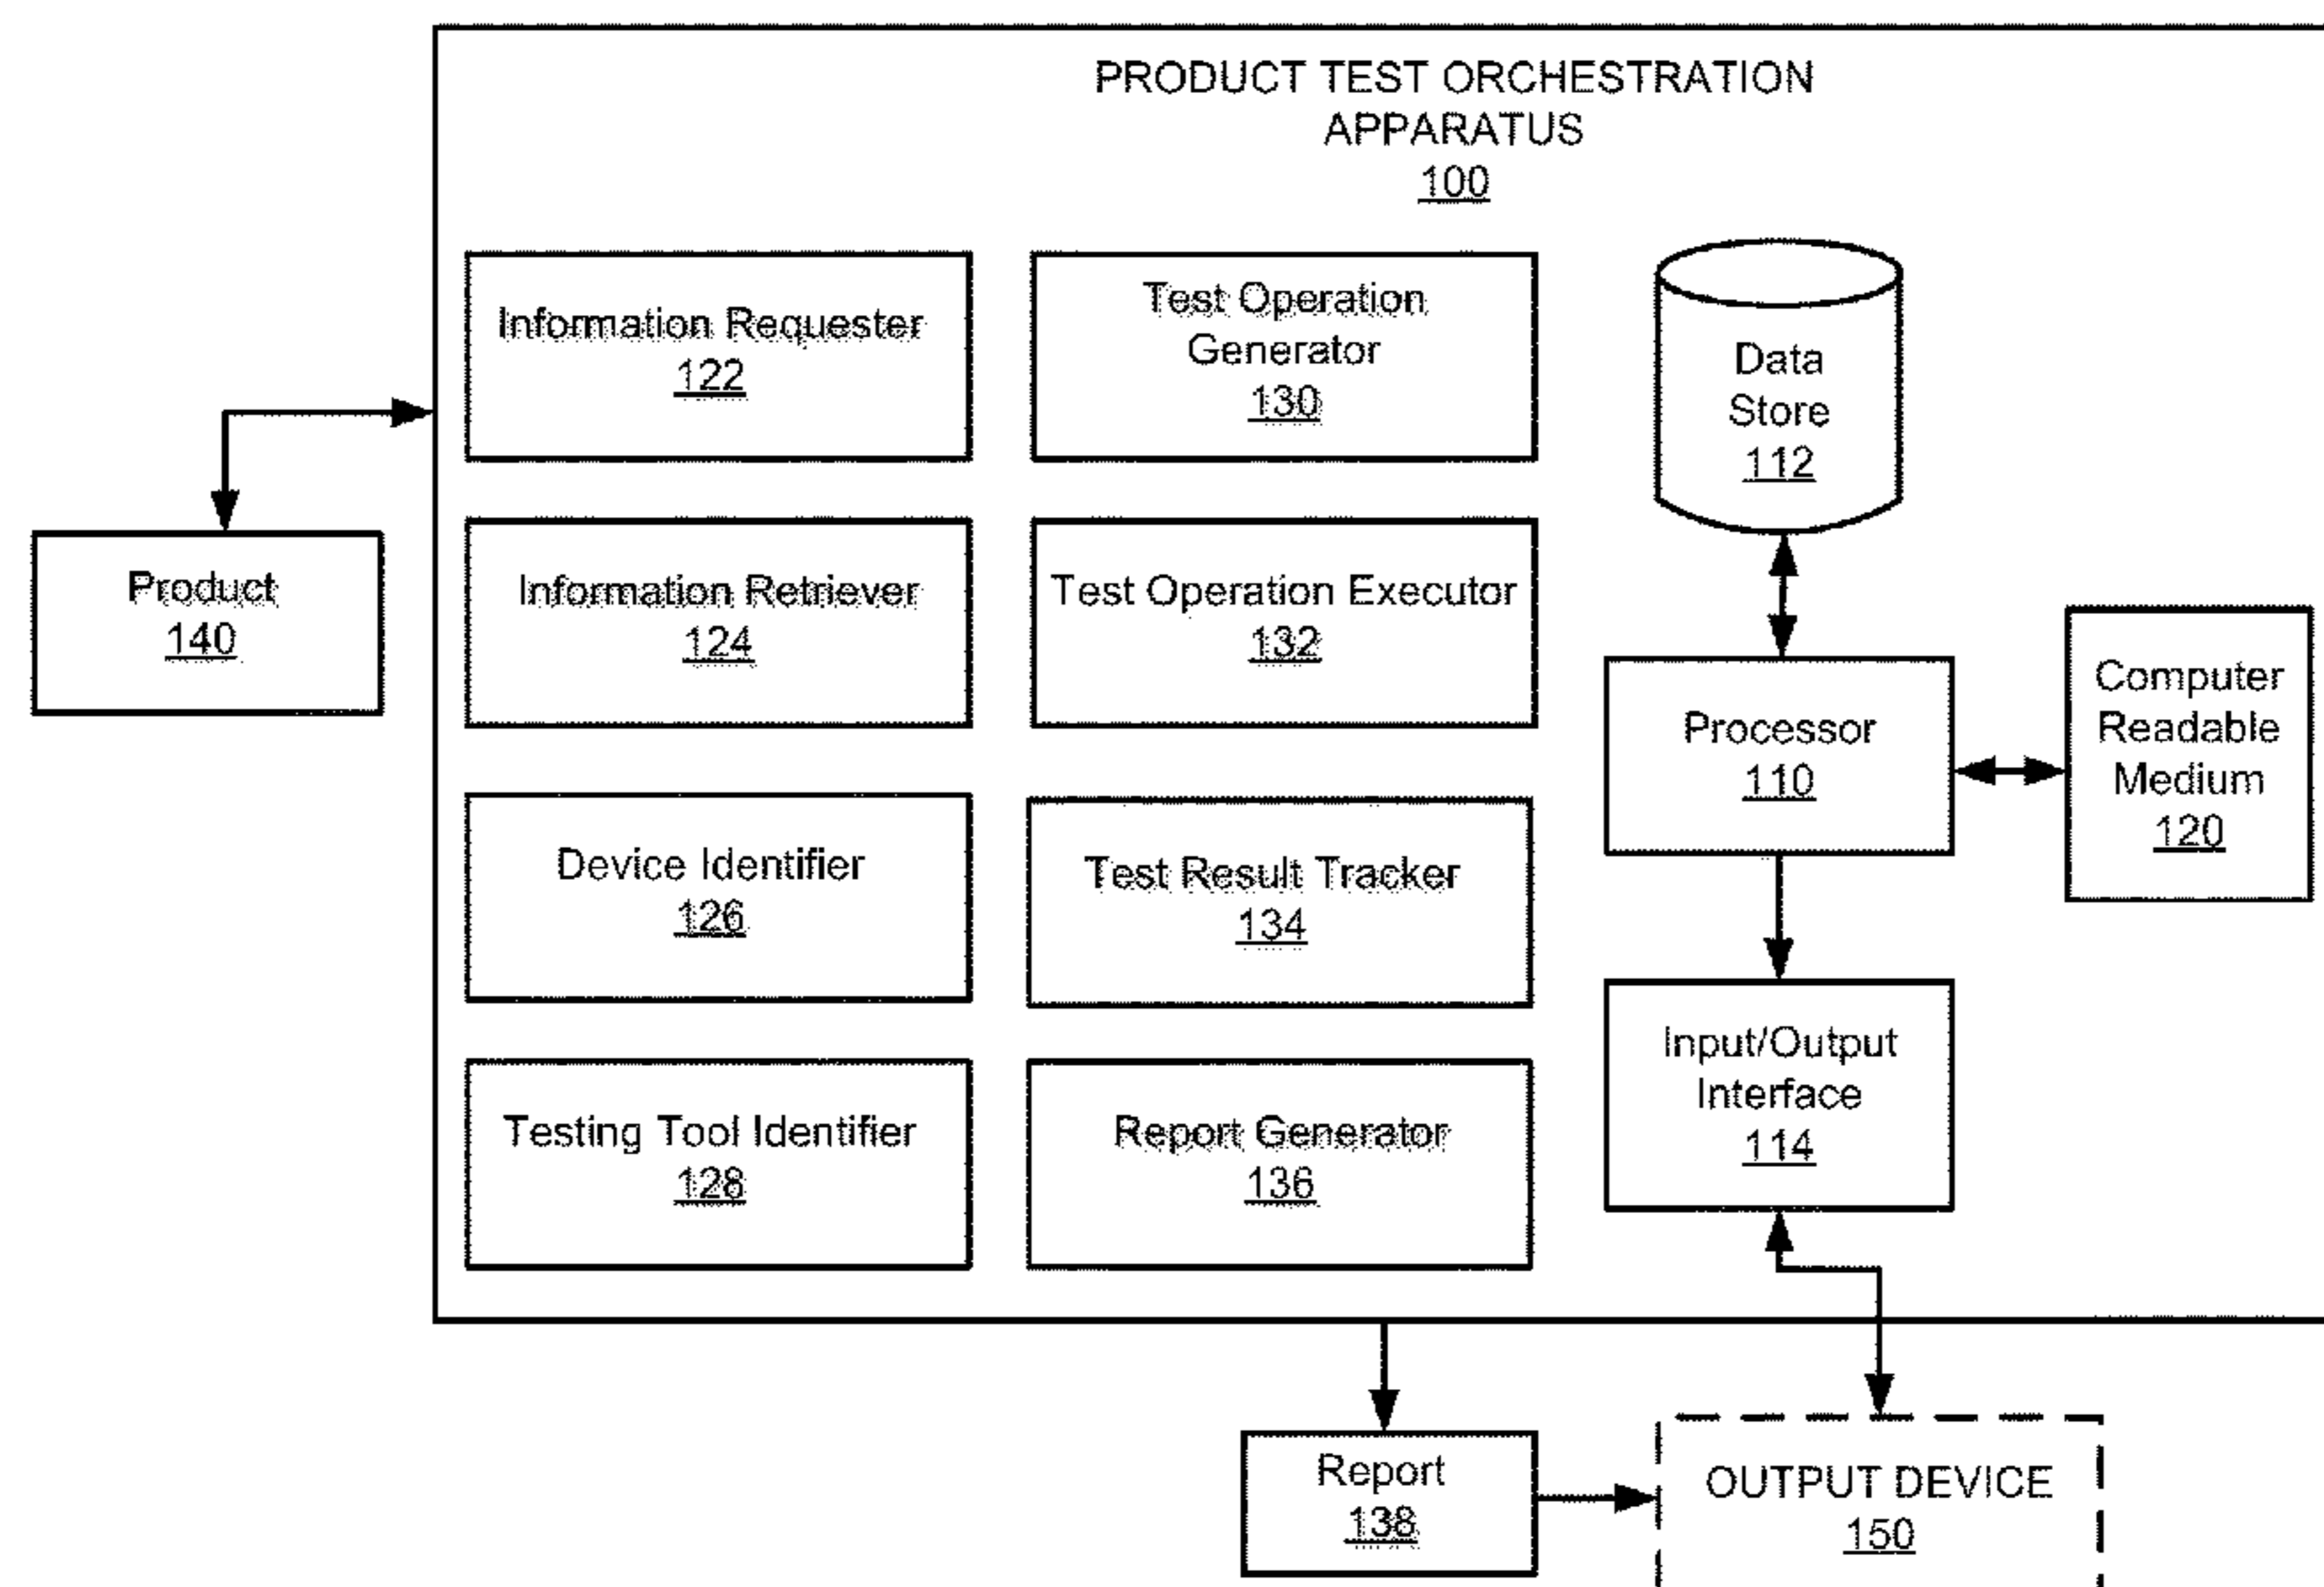 PRODUCT TEST ORCHESTRATION
APPARATUS
100
Information Requester
122
Test Operation
Generator
130
Data
Store
112
Product
140
Information Retriever
124
Test Operation Executor
132
Processor
110
Computer
Readable
Medium
120
Device Identifier
126
Test Result Tracker
134
Input/Output
Interface
114
Testing Tool Identifier
128
Report Generator
136
Report
138
OUTPUT DEVICE
150